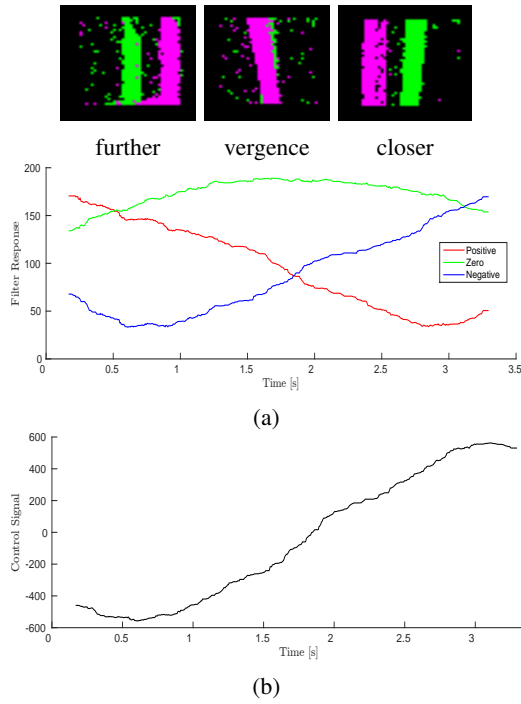 further vergence closer
200
150
100
50
0
Filter Response
Positive
Zero
Negative
0 0.5 1 1.5 2 2.5 3 3.5
Time [s]
(a)
600
400
200
0
-200
-400
-600
Control Signal
0 0.5 1 1.5 2 2.5 3
Time [s]
(b)